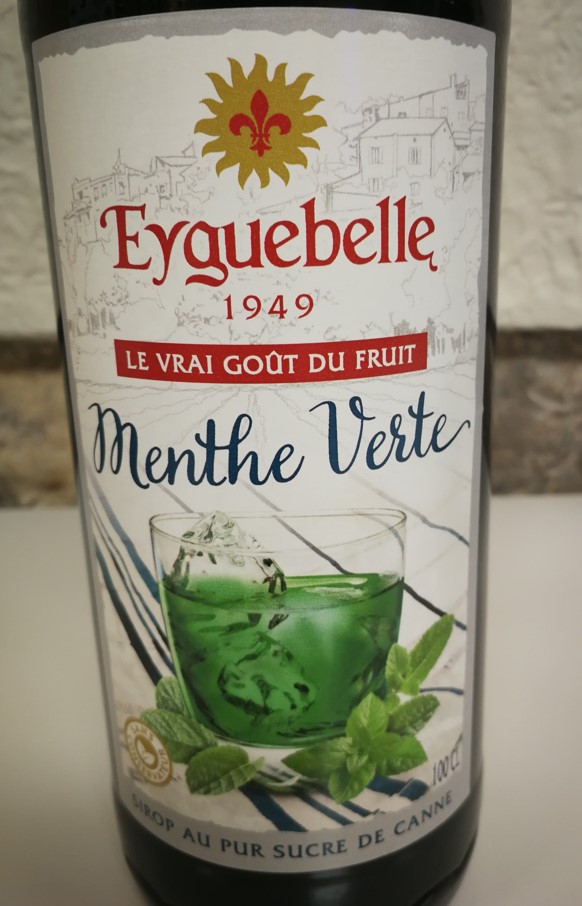 Eyguebelle
1949
LE VRAI GOÛT DU FRUIT
Menthe Verte
100 CL
SIROP AU PUR SUCRE DE CANNE